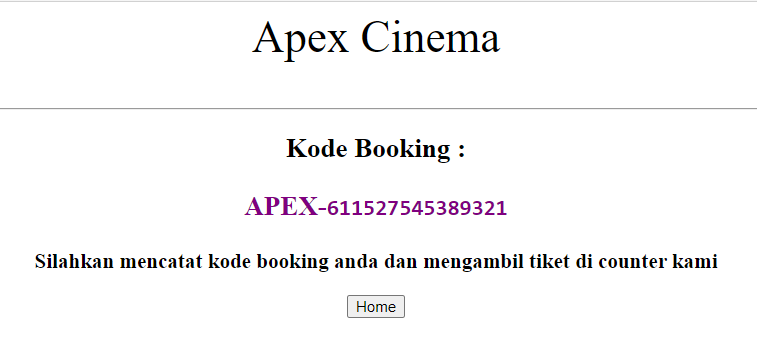 Apex Cinema
Kode Booking :
APEX-611527545389321
Silahkan mencatat kode booking anda dan mengambil tiket di counter kami
Home